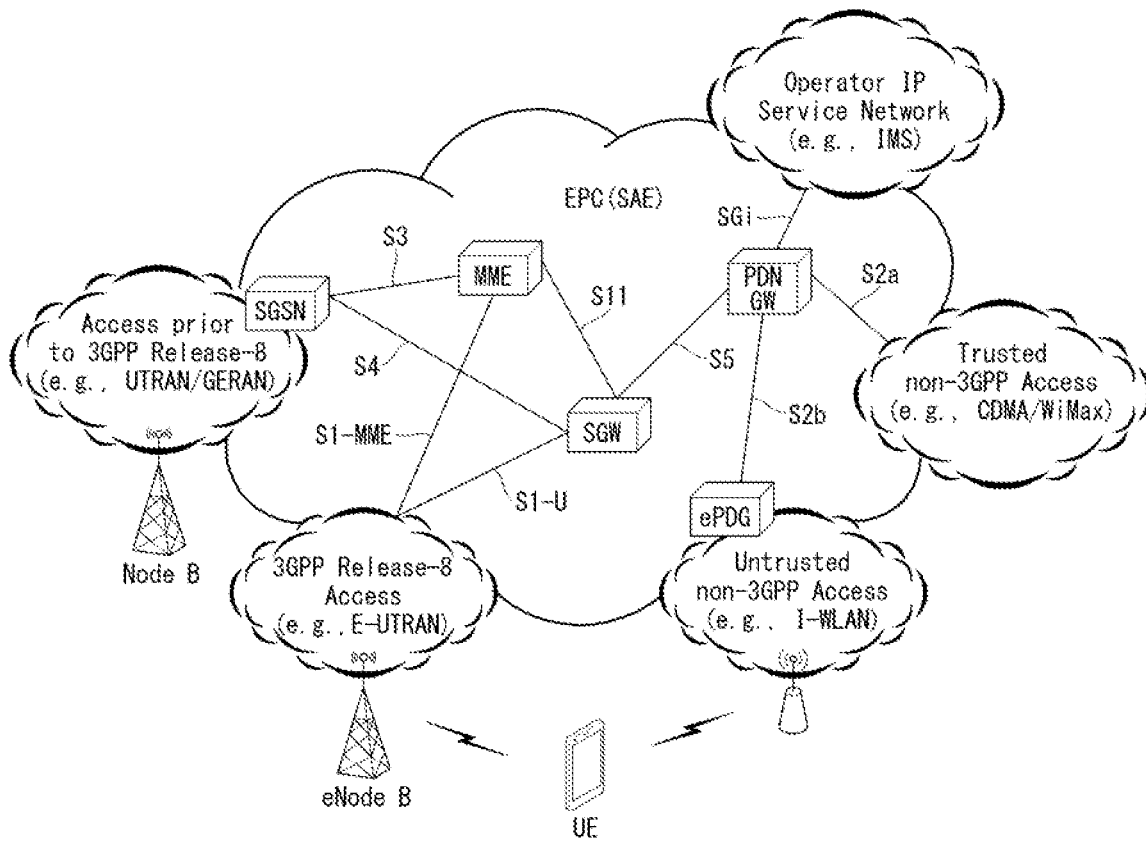 Operator IP
Service Network
(e.g., IMS)
EPC(SAE)
SGi
S3
MME
PDN
GW
S2a
SGSN
S11
Access prior
to 3GPP Release-8
(e.g., UTRAN/GERAN)
S4
S5
Trusted
non-3GPP Access
(e.g., CDMA/WiMax)
S1-MME
SGW
S2b
S1-U
ePDG
Node B
3GPP Release-8
Access
(e.g.,E-UTRAN)
Untrusted
non-3GPP Access
(e.g., I-WLAN)
eNode B
UE